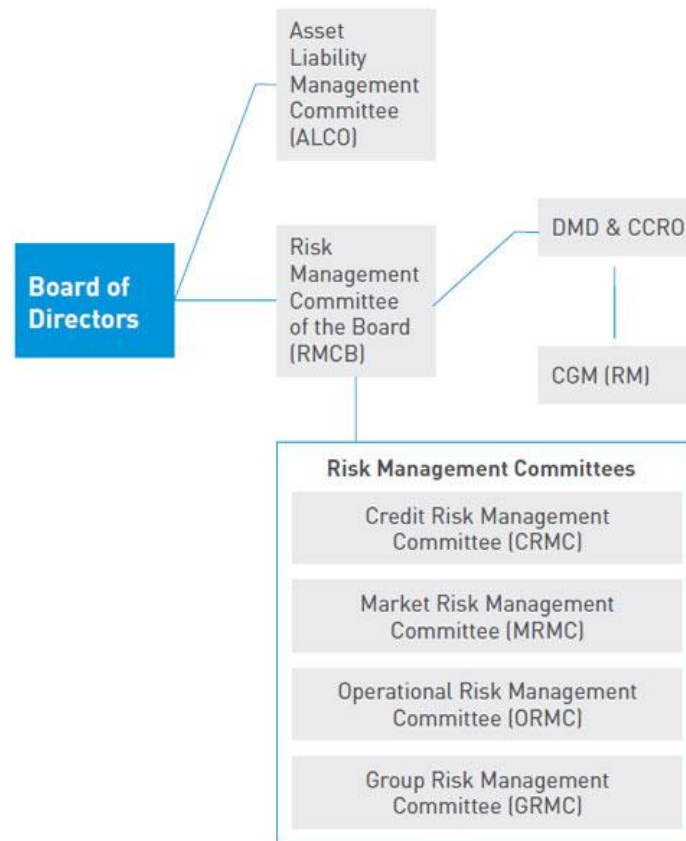 Asset
Liability
Management
Committee
(ALCO)
Board of
Directors
Risk
Management
Committee
of the Board
(RMCB)
DMD & CCRO
CGM (RM)
Risk Management Committees
Credit Risk Management
Committee (CRMC)
Market Risk Management
Committee (MRMC)
Operational Risk Management
Committee (ORMC)
Group Risk Management
Committee (GRMC)